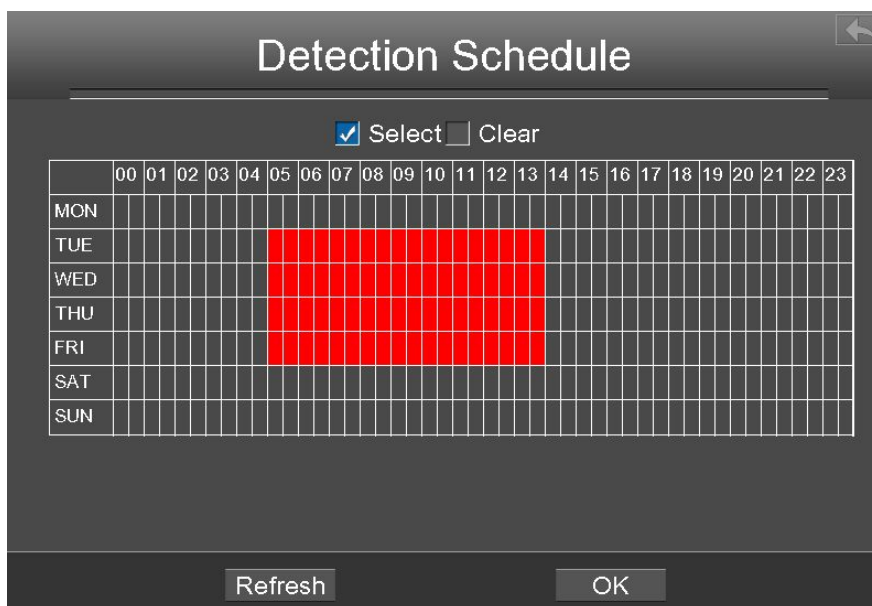 Detection Schedule
Select Clear
00 01 02 03 04 05 06 07 08 09 10 11 12 13 14 15 16 17 18 19 20 21 22 23
MON
TUE
WED
THU
FRI
SAT
SUN
Refresh OK